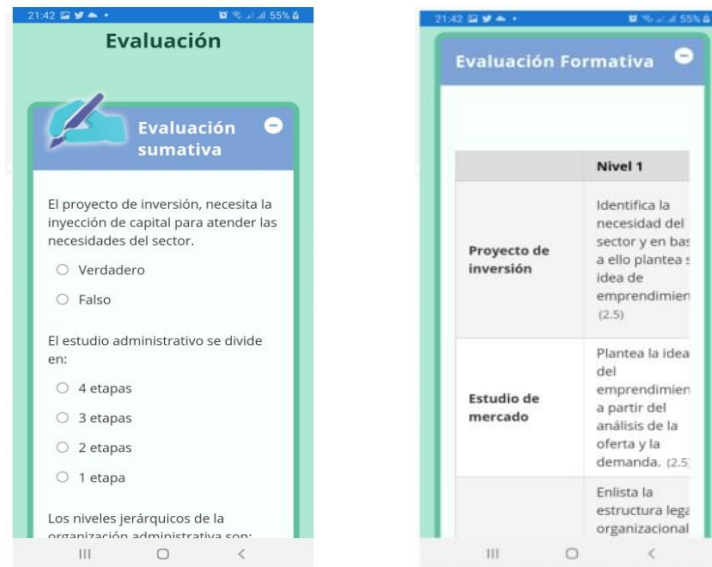 21:42
55%
Evaluación
Evaluación
sumativa
El proyecto de inversión, necesita la
inyección de capital para atender las
necesidades del sector.
Verdadero
Falso
El estudio administrativo se divide
en:
4 etapas
3 etapas
2 etapas
1 etapa
Los niveles jerárquicos de la
organización administrativa son:
21:42
55%
Evaluación Formativa
Nivel 1
Proyecto de
inversión
Identifica la
necesidad del
sector y en bas
a ello plantea s
idea de
emprendimien
(2.5)
Estudio de
mercado
Plantea la idea
del
emprendimien
a partir del
análisis de la
oferta y la
demanda. (2.5
Enlista la
estructura lega
organizacional